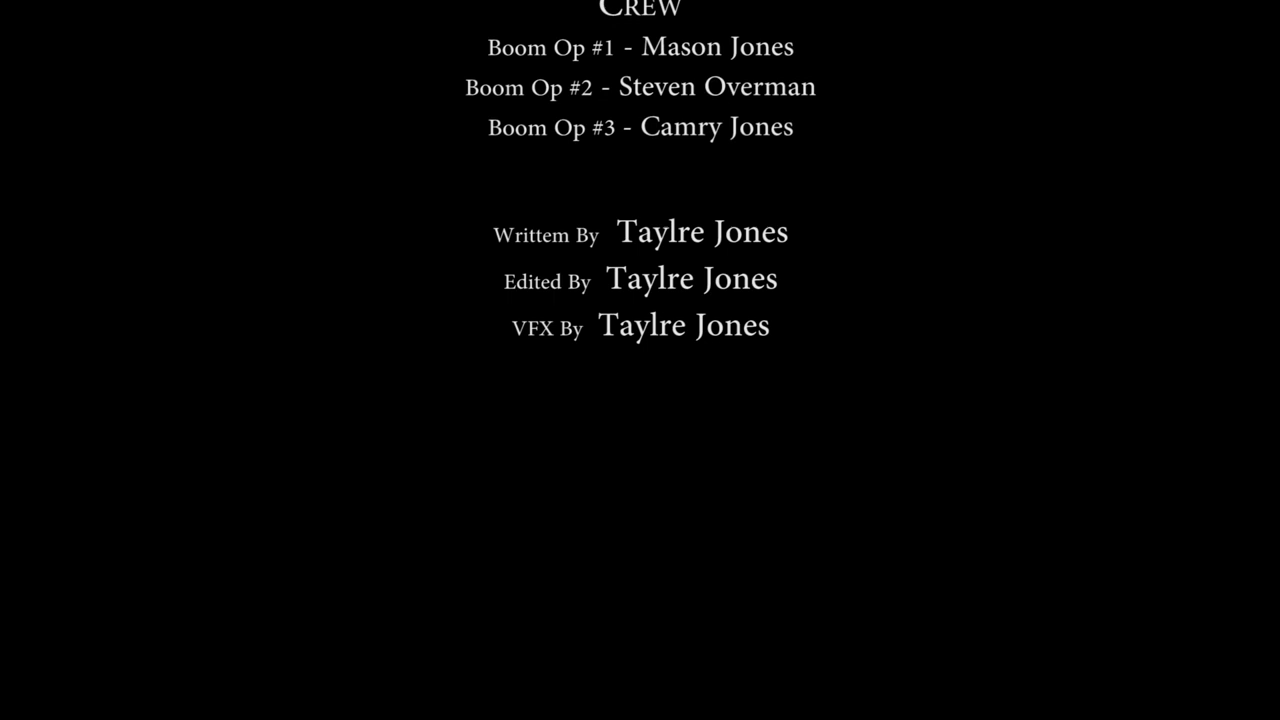 CREW
Boom Op #1 - Mason Jones
Boom Op #2 - Steven Overman
Boom Op #3 - Camry Jones
Writtem By Taylre Jones
Edited By Taylre Jones
VFX By Taylre Jones